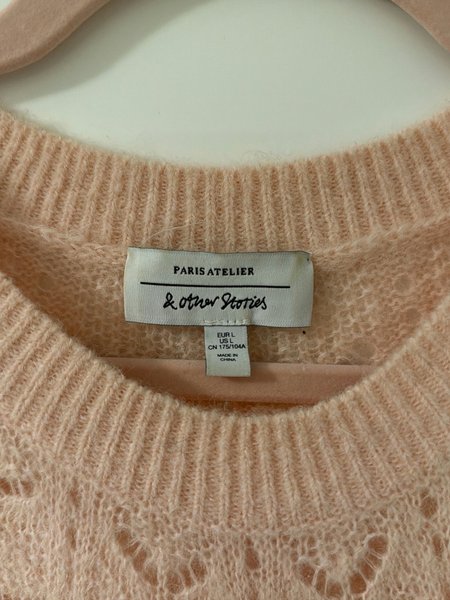 PARIS ATELIER
& other Stories
EUR L
US L
CN 175/104A
MADE IN
CHINA